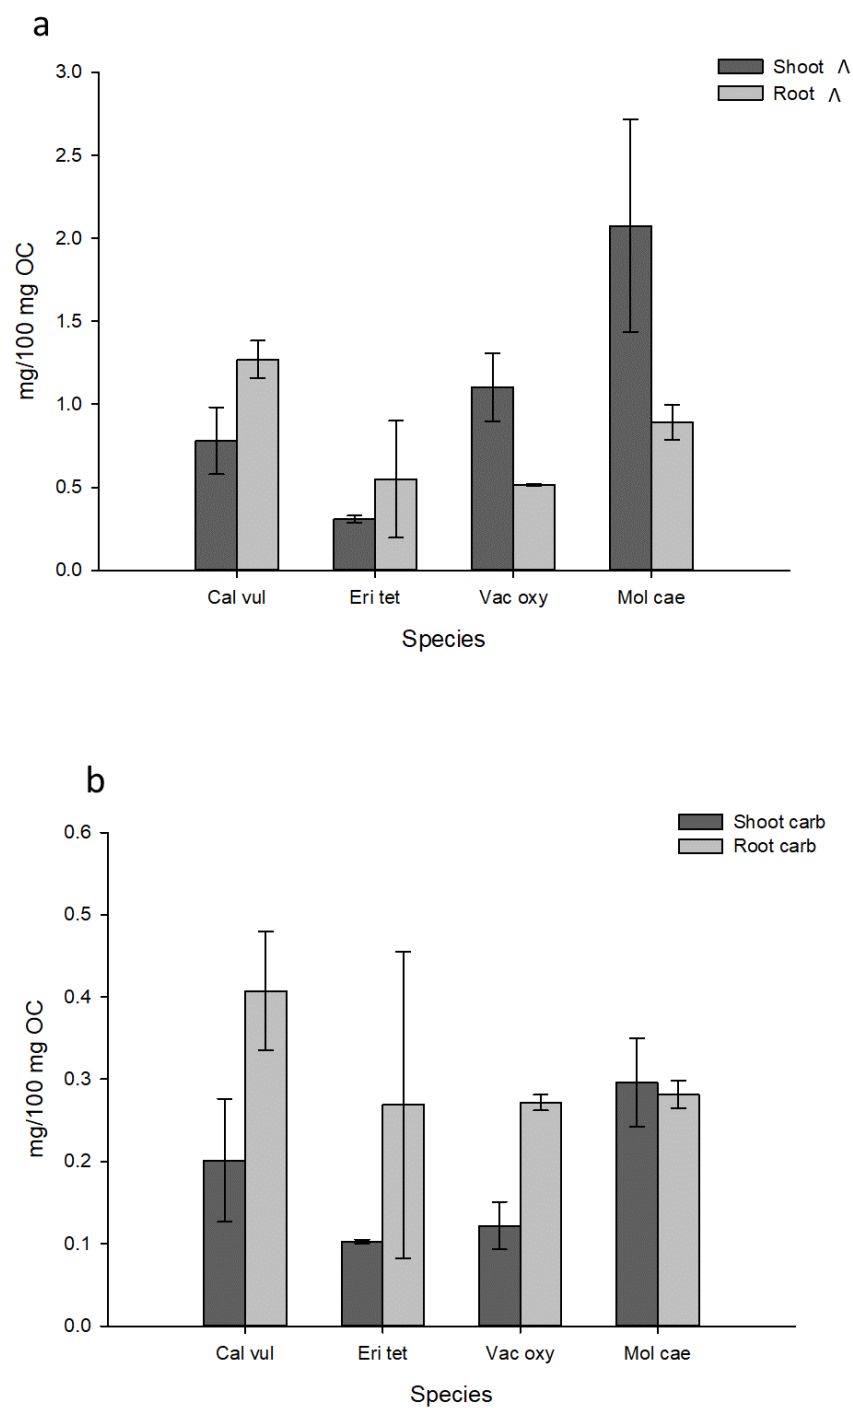 a
Shoot Λ
Root Λ
3.0
2.5
2.0
1.5
1.0
0.5
0.0
mg/100 mg OC
Cal vul Eri tet Vac oxy Mol cae
Species
b
Shoot carb
Root carb
0.6
0.5
0.4
0.3
0.2
0.1
0.0
mg/100 mg OC
Cal vul Eri tet Vac oxy Mol cae
Species